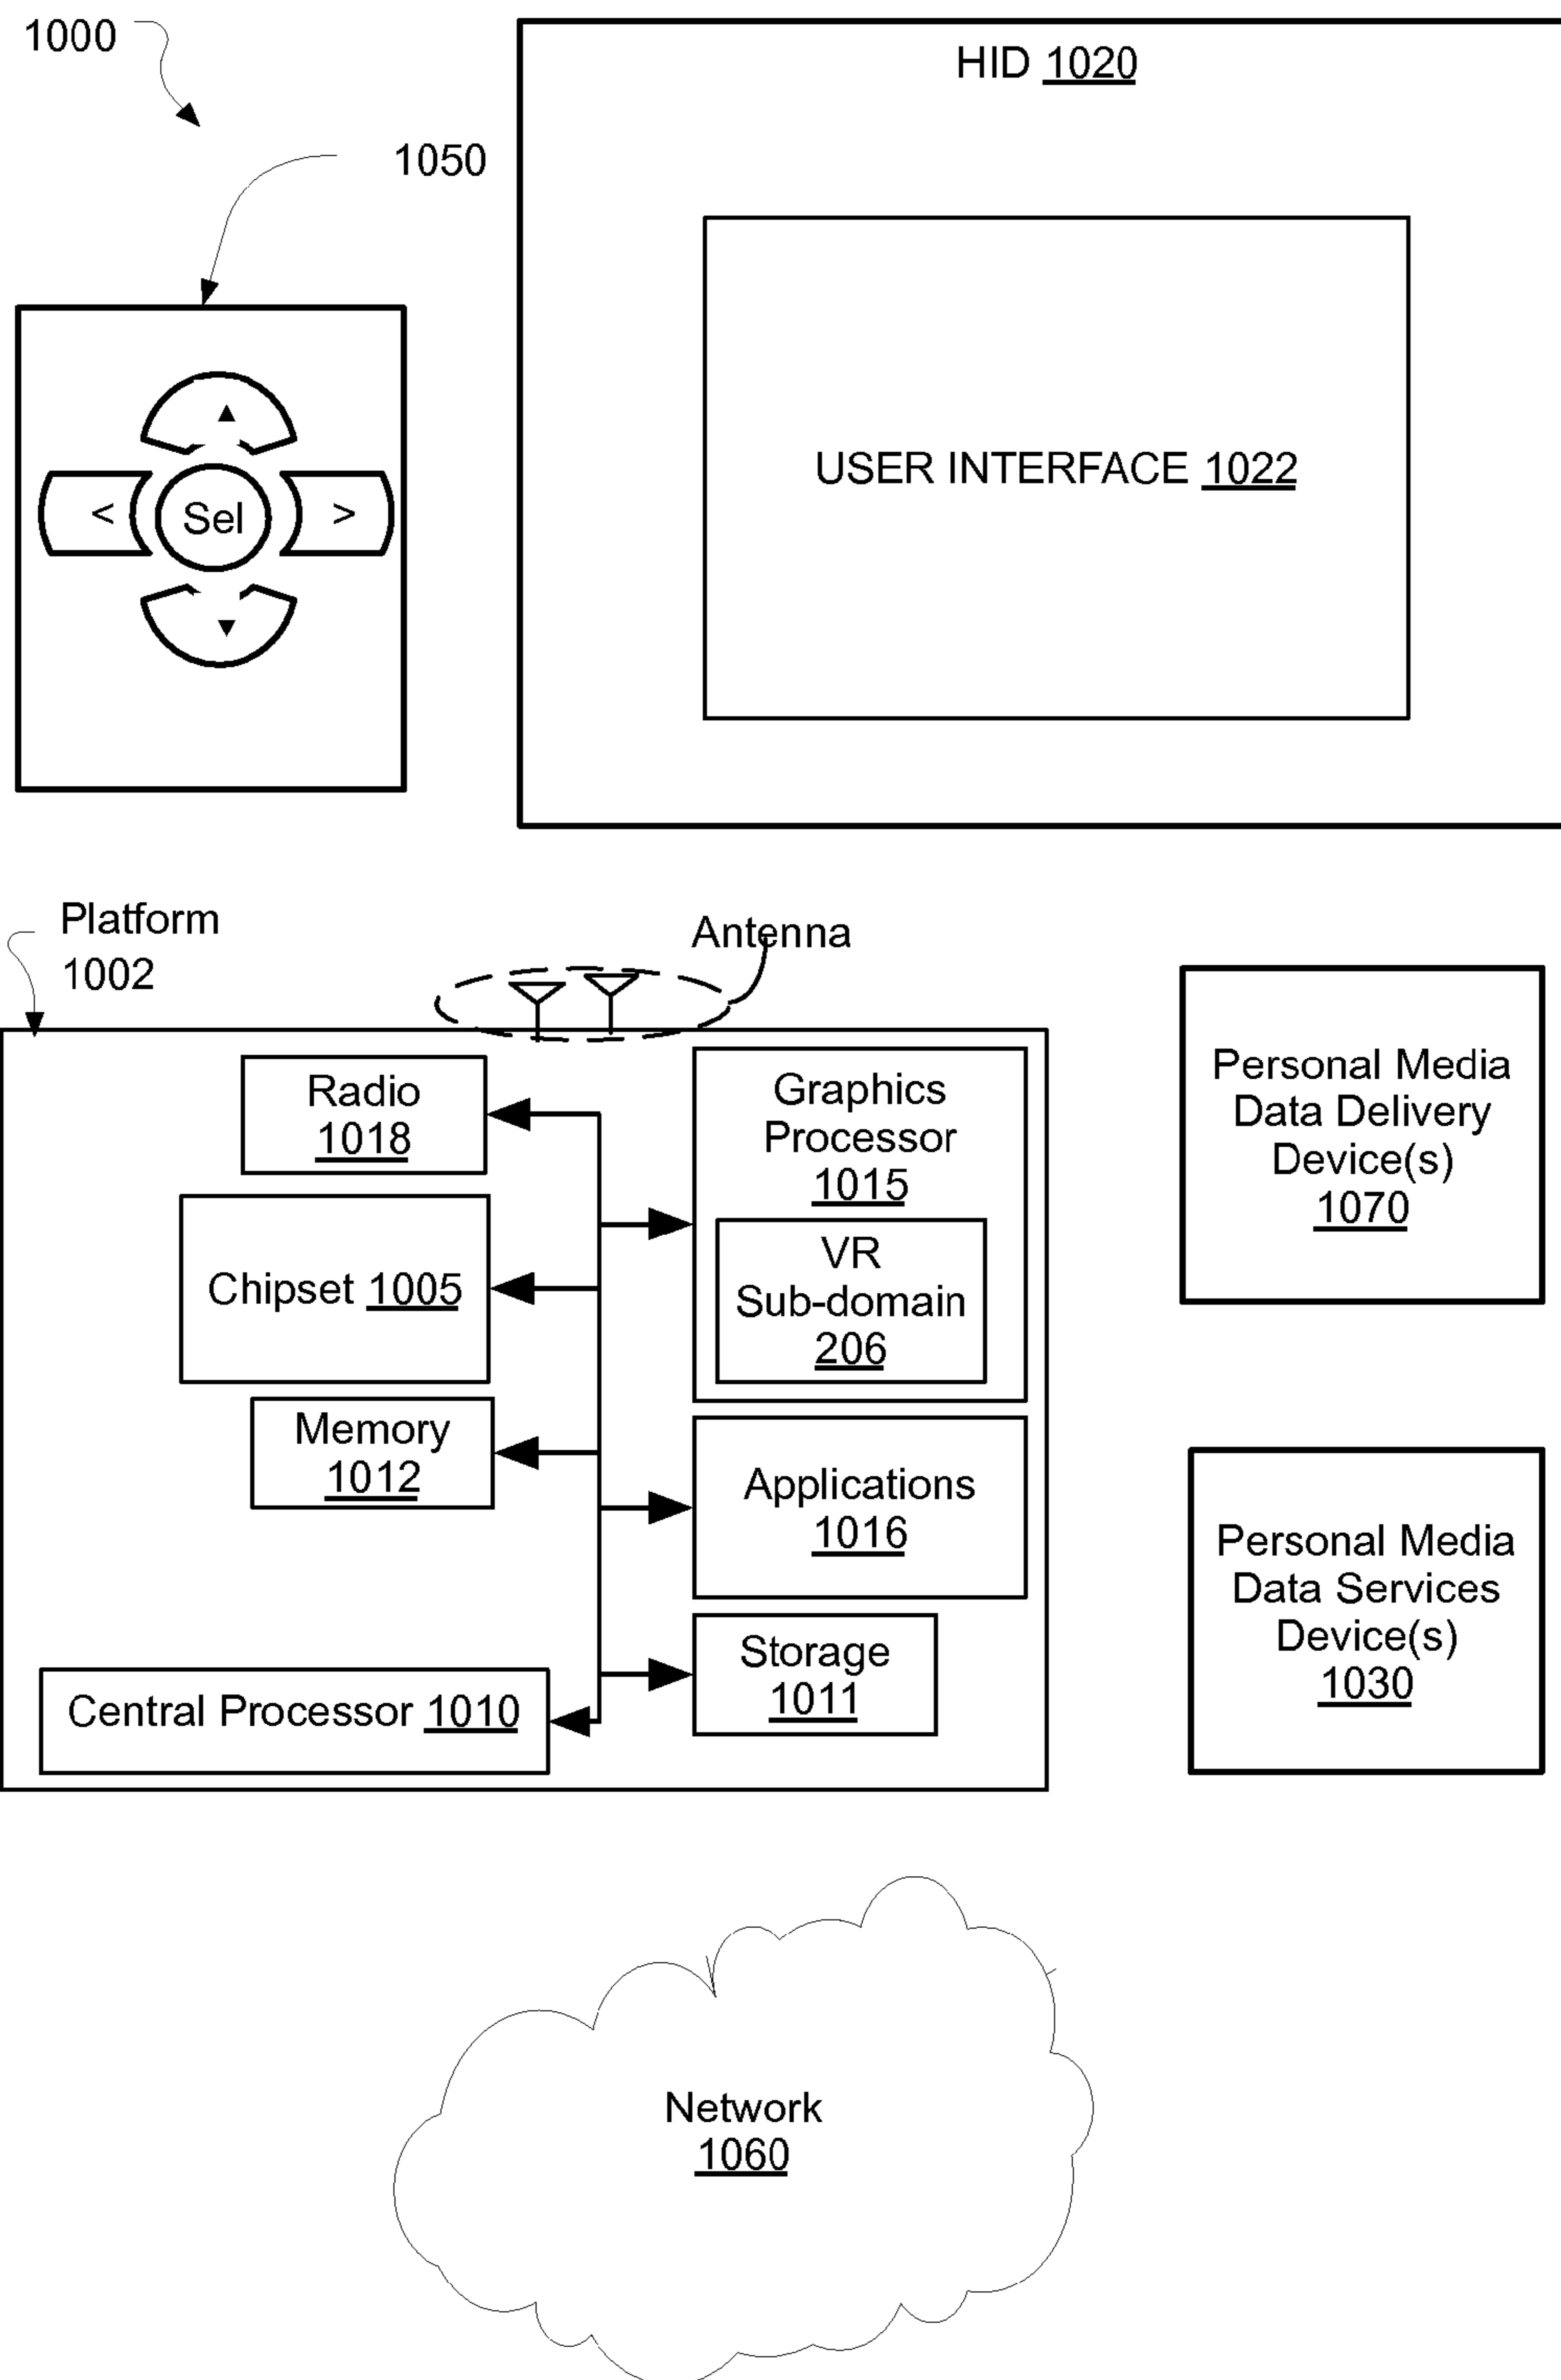 1000
HID 1020
1050
▲
< Sel >
▼
USER INTERFACE 1022
Platform
1002
Antenna
Radio
1018
Chipset 1005
Memory
1012
Central Processor 1010
Graphics
Processor
1015
VR
Sub-domain
206
Applications
1016
Storage
1011
Personal Media
Data Delivery
Device(s)
1070
Personal Media
Data Services
Device(s)
1030
Network
1060